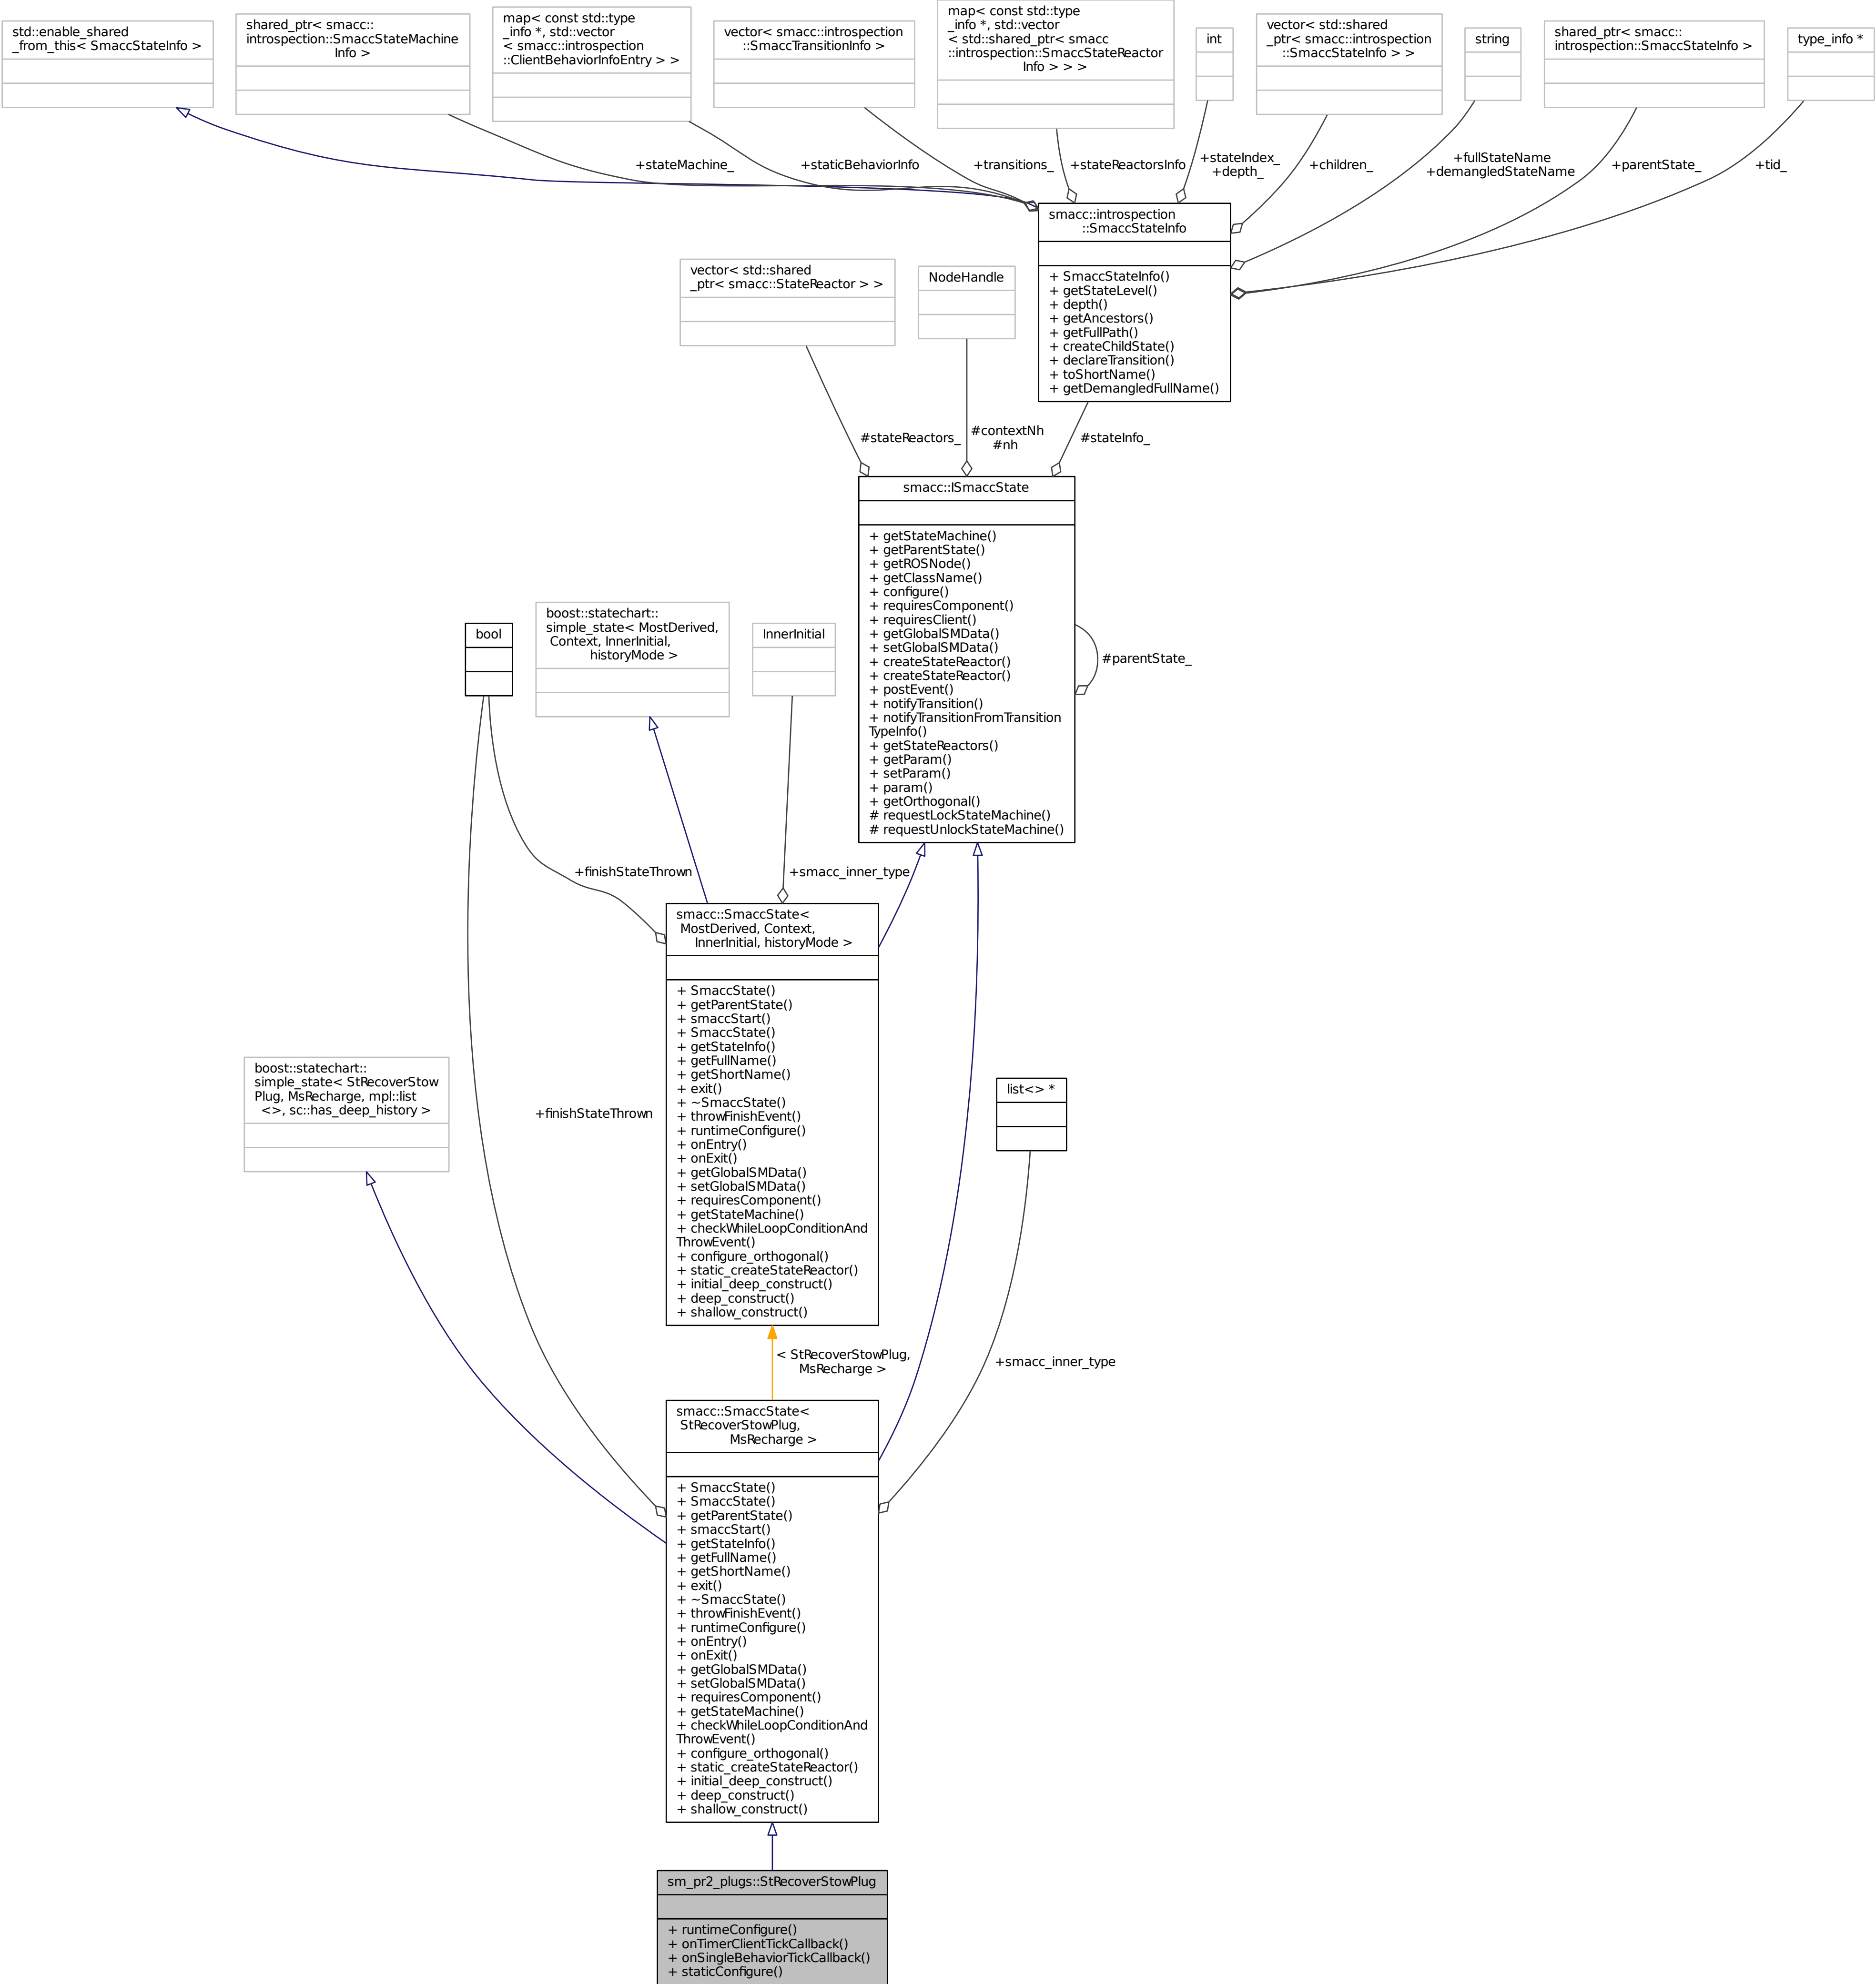 std::enable_shared
_from_this< SmaccStateInfo >
shared_ptr< smacc::
introspection::SmaccStateMachine
Info >
map< const std::type
_info *, std::vector
< smacc::introspection
::ClientBehaviorInfoEntry > >
vector< smacc::introspection
::SmaccTransitionInfo >
map< const std::type
_info *, std::vector
< std::shared_ptr< smacc
::introspection::SmaccStateReactor
Info > > >
int
vector< std::shared
_ptr< smacc::introspection
::SmaccStateInfo > >
string
shared_ptr< smacc::
introspection::SmaccStateInfo >
type_info *
+stateMachine_
+staticBehaviorInfo
+transitions_
+stateReactorsInfo
+stateIndex_
+depth_
+children_
+fullStateName
+demangledStateName
+parentState_
+tid_
smacc::introspection
::SmaccStateInfo
+ SmaccStateInfo()
+ getStateLevel()
+ depth()
+ getAncestors()
+ getFullPath()
+ createChildState()
+ declareTransition()
+ toShortName()
+ getDemangledFullName()
vector< std::shared
_ptr< smacc::StateReactor > >
NodeHandle
#stateReactors_
#contextNh
#nh
#stateInfo_
smacc::ISmaccState
+ getStateMachine()
+ getParentState()
+ getROSNode()
+ getClassName()
+ configure()
+ requiresComponent()
+ requiresClient()
+ getGlobalSMData()
+ setGlobalSMData()
+ createStateReactor()
+ createStateReactor()
+ postEvent()
+ notifyTransition()
+ notifyTransitionFromTransition
TypeInfo()
+ getStateReactors()
+ getParam()
+ setParam()
+ param()
+ getOrthogonal()
# requestLockStateMachine()
# requestUnlockStateMachine()
#parentState_
bool
boost::statechart::
simple_state< MostDerived,
Context, InnerInitial,
historyMode >
InnerInitial
+finishStateThrown
+smacc_inner_type
smacc::SmaccState<
MostDerived, Context,
InnerInitial, historyMode >
+ SmaccState()
+ getParentState()
+ smaccStart()
+ SmaccState()
+ getStateInfo()
+ getFullName()
+ getShortName()
+ exit()
+ ~SmaccState()
+ throwFinishEvent()
+ runtimeConfigure()
+ onEntry()
+ onExit()
+ getGlobalSMData()
+ setGlobalSMData()
+ requiresComponent()
+ getStateMachine()
+ checkWhileLoopConditionAnd
ThrowEvent()
+ configure_orthogonal()
+ static_createStateReactor()
+ initial_deep_construct()
+ deep_construct()
+ shallow_construct()
boost::statechart::
simple_state< StRecoverStow
Plug, MsRecharge, mpl::list
<>, sc::has_deep_history >
+finishStateThrown
list<> *
< StRecoverStowPlug,
MsRecharge >
+smacc_inner_type
smacc::SmaccState<
StRecoverStowPlug,
MsRecharge >
+ SmaccState()
+ SmaccState()
+ getParentState()
+ smaccStart()
+ getStateInfo()
+ getFullName()
+ getShortName()
+ exit()
+ ~SmaccState()
+ throwFinishEvent()
+ runtimeConfigure()
+ onEntry()
+ onExit()
+ getGlobalSMData()
+ setGlobalSMData()
+ requiresComponent()
+ getStateMachine()
+ checkWhileLoopConditionAnd
ThrowEvent()
+ configure_orthogonal()
+ static_createStateReactor()
+ initial_deep_construct()
+ deep_construct()
+ shallow_construct()
sm_pr2_plugs::StRecoverStowPlug
+ runtimeConfigure()
+ onTimerClientTickCallback()
+ onSingleBehaviorTickCallback()
+ staticConfigure()